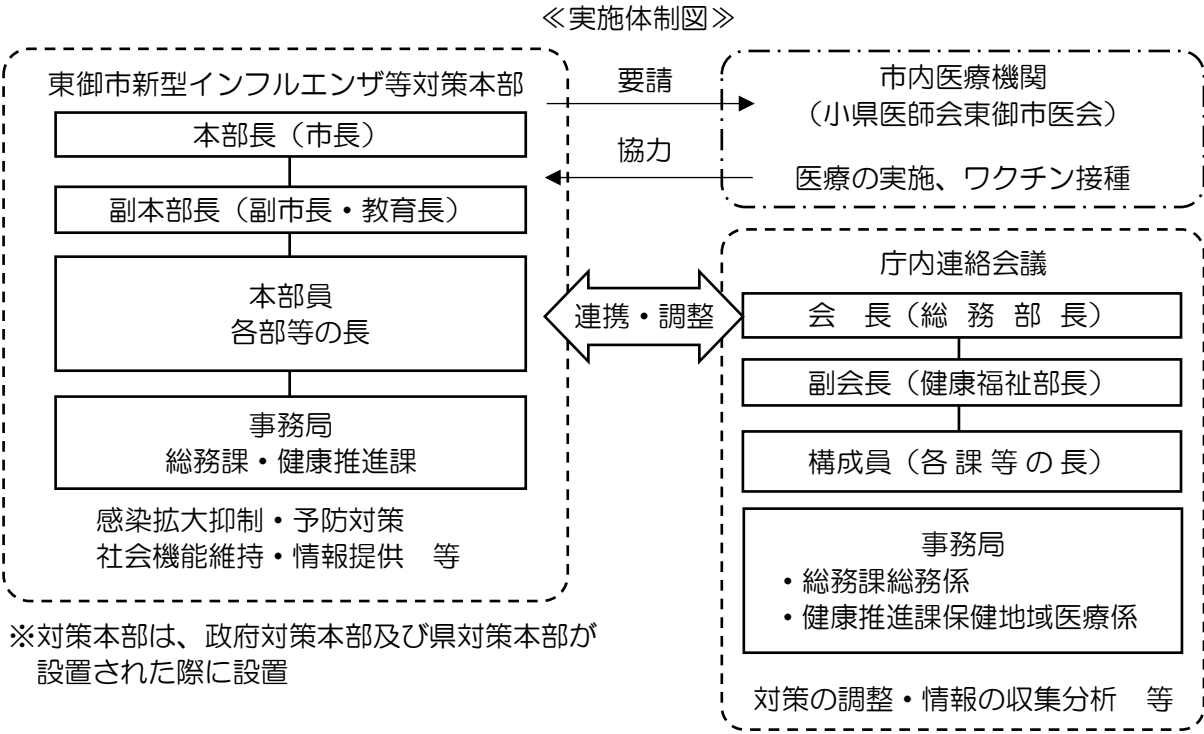 ≪実施体制図≫
東御市新型インフルエンザ等対策本部
本部長（市長）
副本部長（副市長・教育長）
本部員
各部等の長
事務局
総務課・健康推進課
感染拡大抑制・予防対策
社会機能維持・情報提供　等
※対策本部は、政府対策本部及び県対策本部が
設置された際に設置
要請
協力
連携・調整
市内医療機関
（小県医師会東御市医会）
医療の実施、ワクチン接種
庁内連絡会議
会　長（総 務 部 長）
副会長（健康福祉部長）
構成員（各 課 等 の 長）
事務局
・総務課総務係
・健康推進課保健地域医療係
対策の調整・情報の収集分析　等